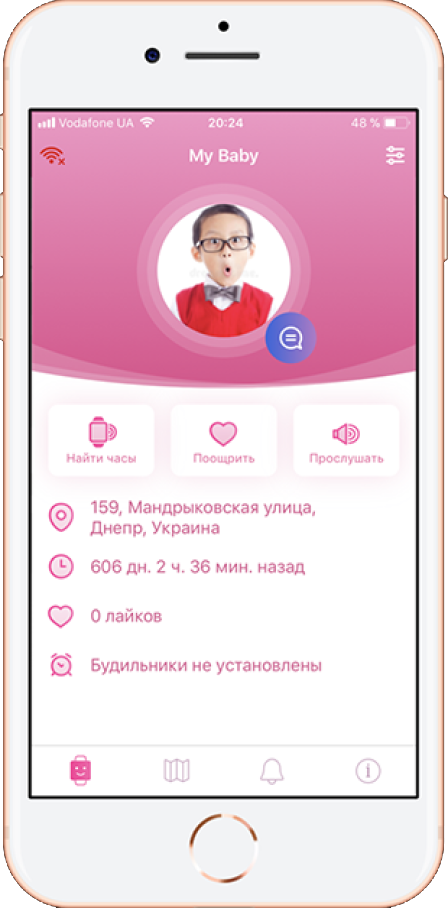 Vodafone UA 20:24 48 %
My Baby
Найти часы Поощрить Прослушать
159, Мандрыковская улица,
Днепр, Украина
606 дн. 2 ч. 36 мин. назад
0 лайков
Будильники не установлены